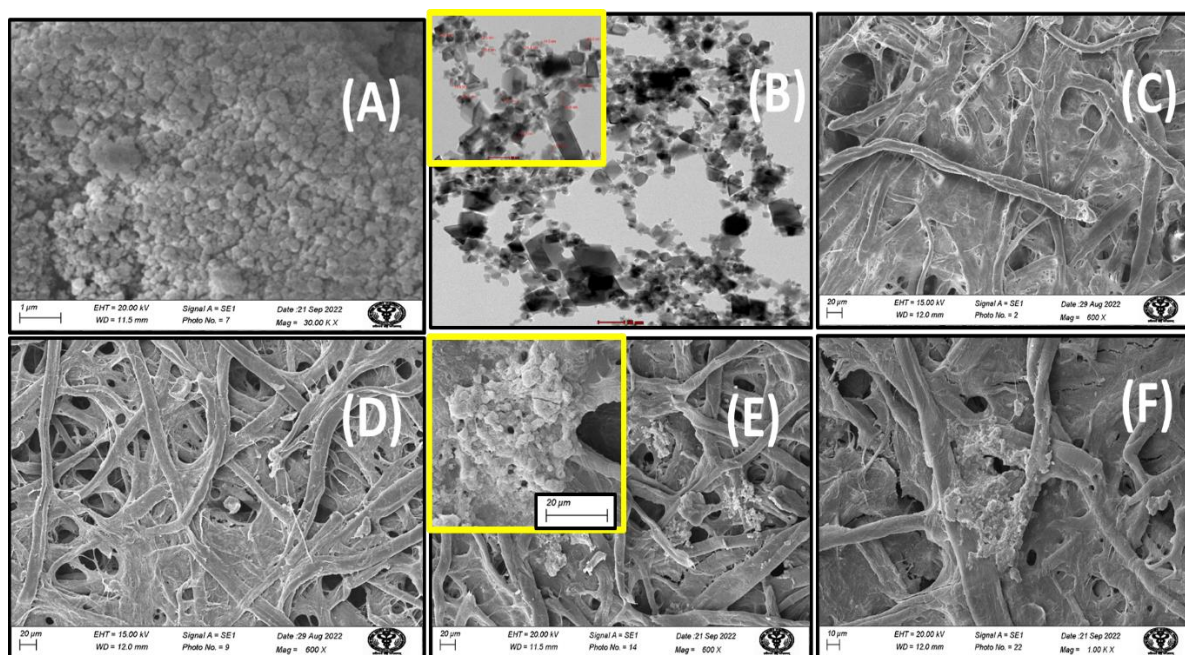 (A)
1 µm
EHT = 20.00 kV
Signal A = SE1
Date :21 Sep 2022
WD = 11.5 mm
Photo No. = 7
Mag = 30.00 K X
(B)
(C)
20 µm
EHT = 15.00 kV
Signal A = SE1
Date :29 Aug 2022
WD = 12.0 mm
Photo No. = 2
Mag = 600 X
(D)
20 µm
EHT = 15.00 kV
Signal A = SE1
Date :29 Aug 2022
WD = 12.0 mm
Photo No. = 9
Mag = 600 X
(E)
20 µm
20 µm
EHT = 20.00 kV
Signal A = SE1
Date :21 Sep 2022
WD = 11.5 mm
Photo No. = 14
Mag = 600 X
(F)
10 µm
EHT = 20.00 kV
Signal A = SE1
Date :21 Sep 2022
WD = 12.0 mm
Photo No. = 22
Mag = 1.00 K X